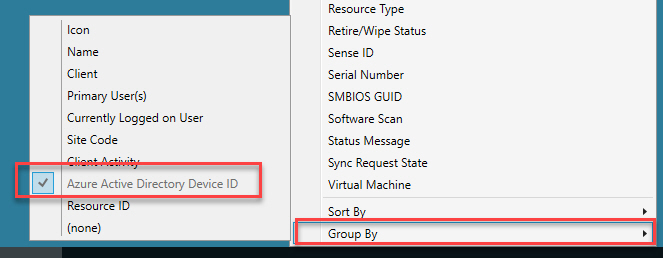 Icon
Name
Client
Primary User(s)
Currently Logged on User
Site Code
Client Activity
Azure Active Directory Device ID
Resource ID
(none)
Resource Type
Retire/Wipe Status
Sense ID
Serial Number
SMBIOS GUID
Software Scan
Status Message
Sync Request State
Virtual Machine
Sort By
Group By